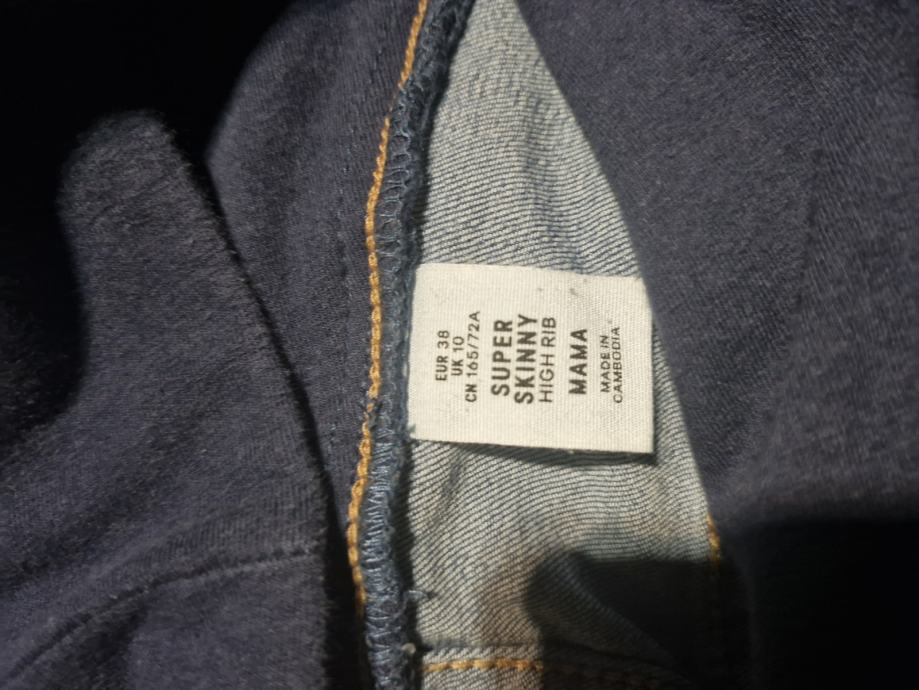 EUR 38
UK 10
CN 165/72A
SUPER
SKINNY
HIGH RIB
MAMA
MADE IN
CAMBODIA